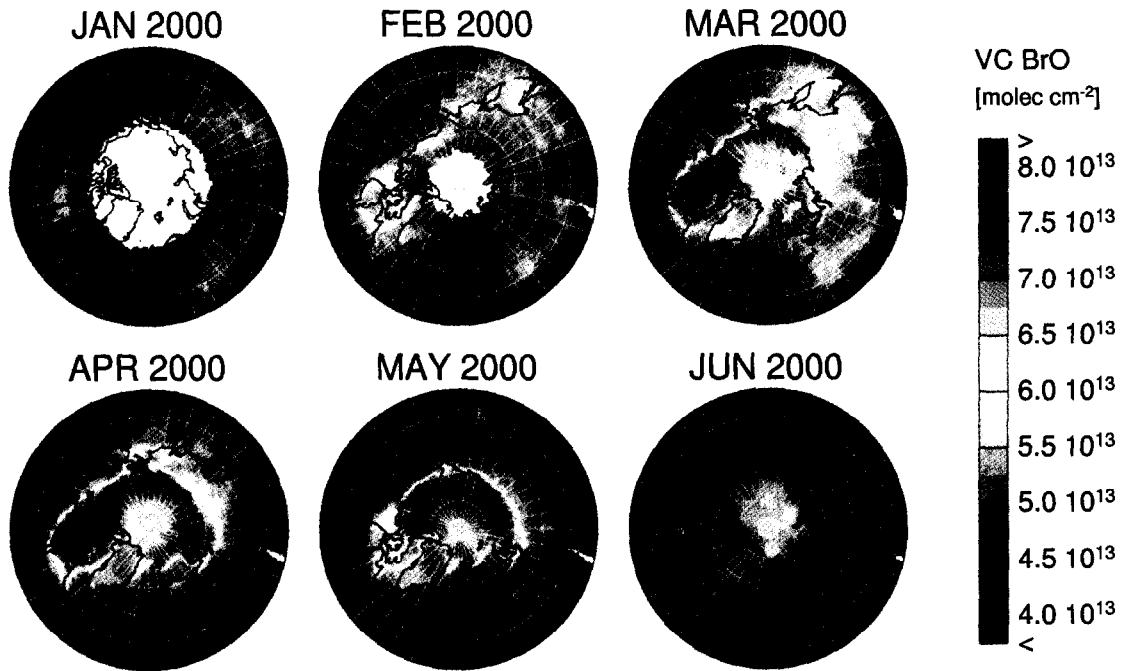 JAN 2000
FEB 2000
MAR 2000
APR 2000
MAY 2000
JUN 2000
VC BrO
[molec cm⁻²]
>
8.0 10¹³
7.5 10¹³
7.0 10¹³
6.5 10¹³
6.0 10¹³
5.5 10¹³
5.0 10¹³
4.5 10¹³
4.0 10¹³
<